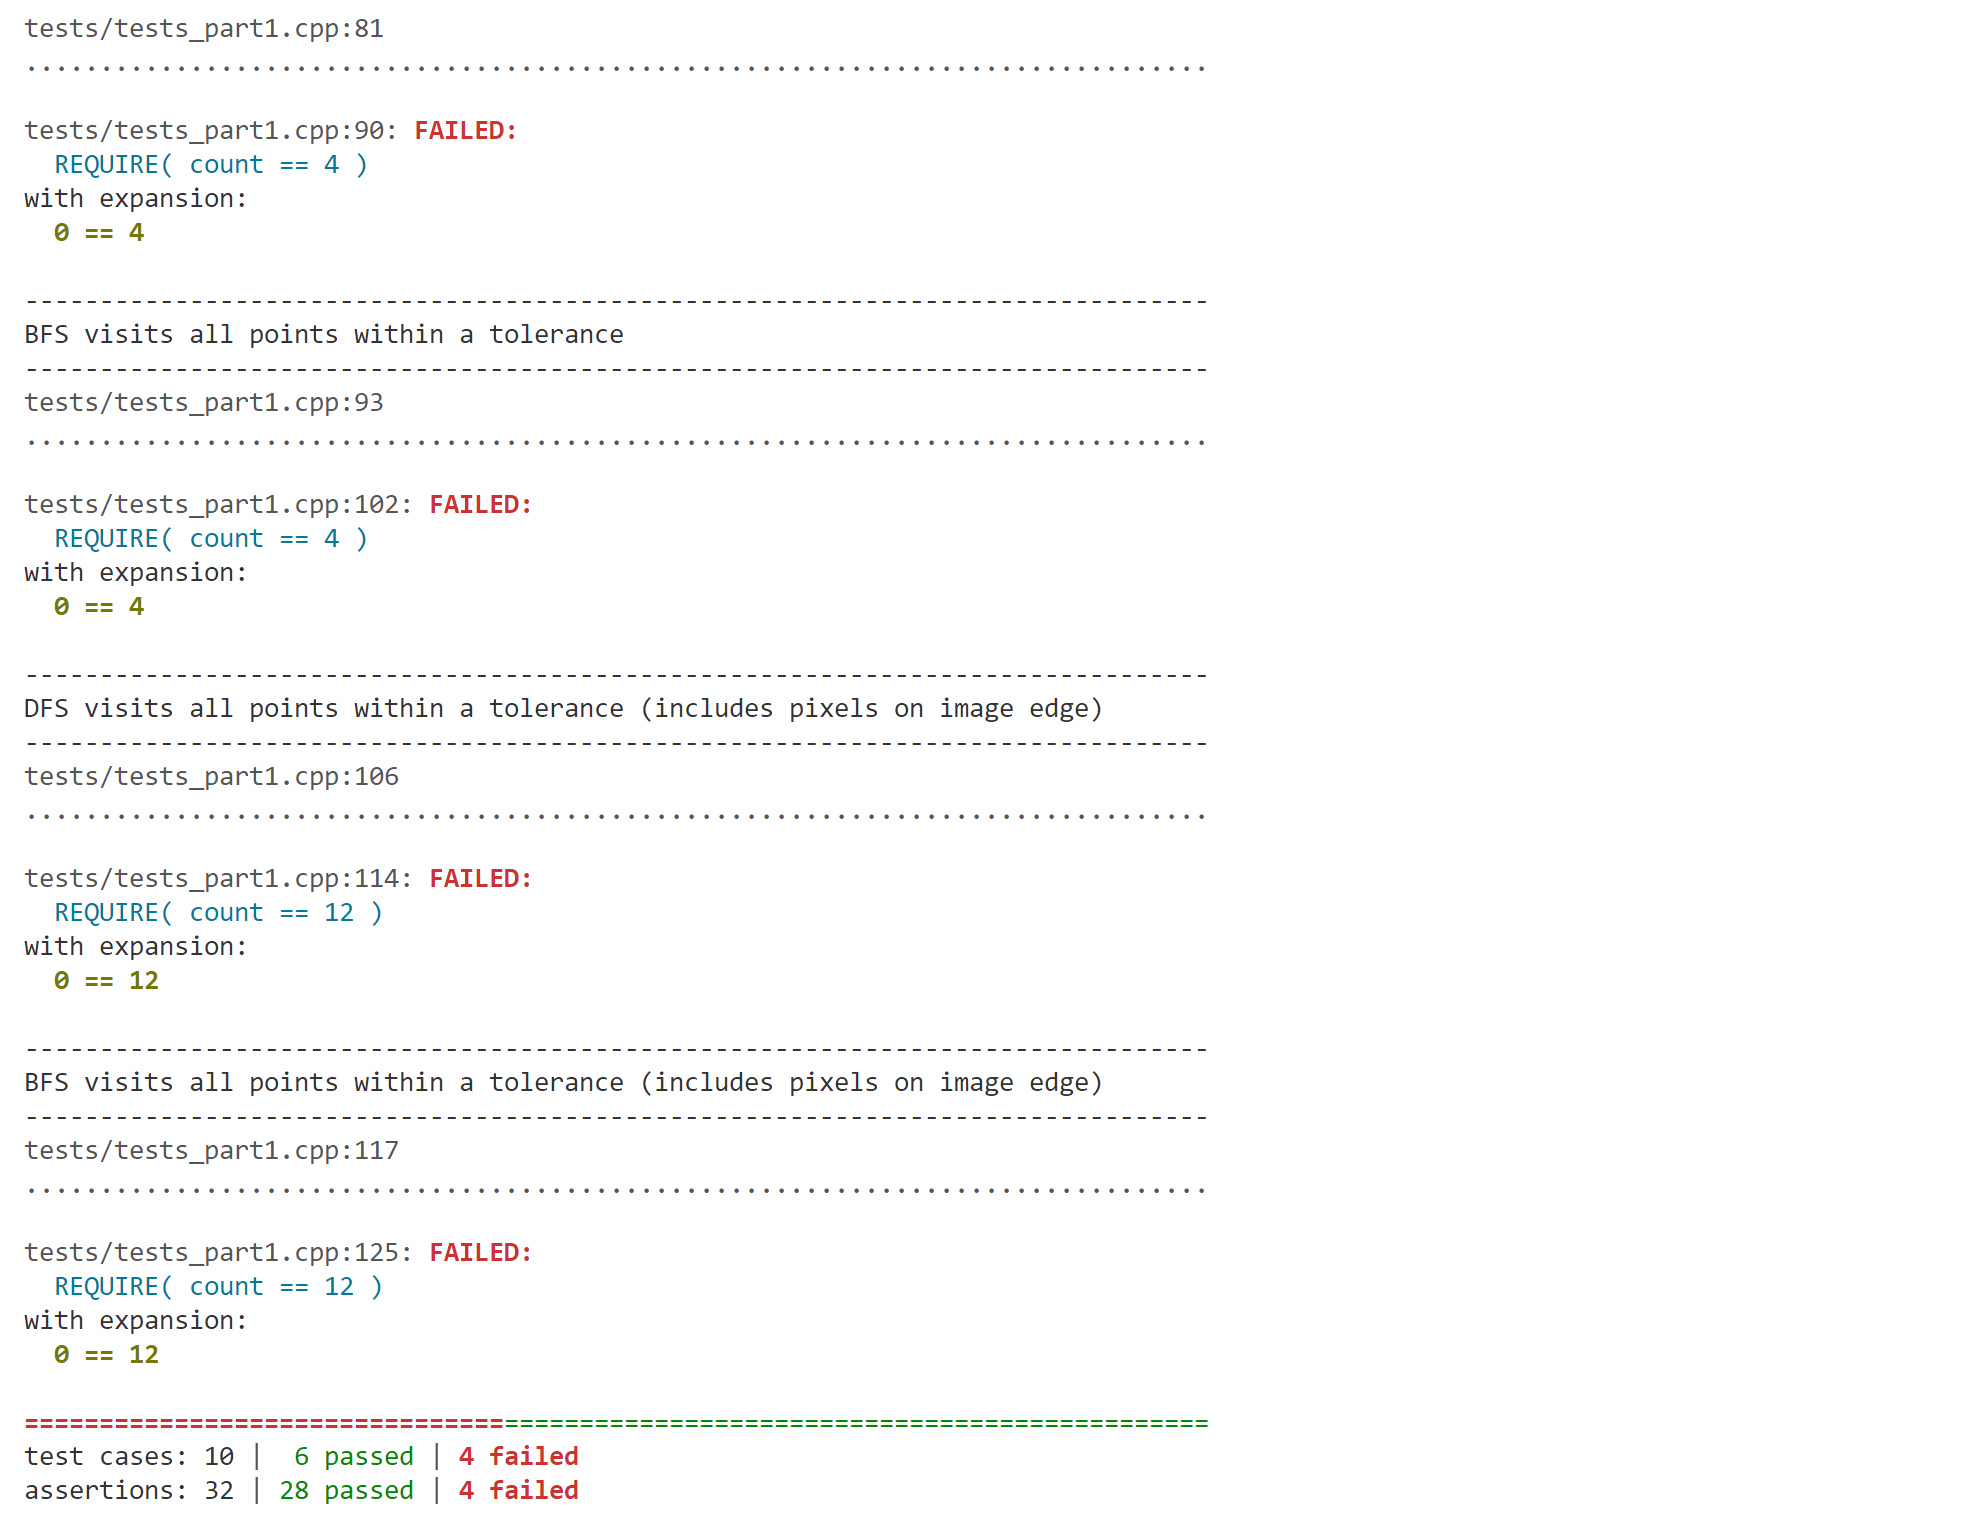 tests/tests_part1.cpp:81
...............................................................................
tests/tests_part1.cpp:90: FAILED:
  REQUIRE( count == 4 )
with expansion:
  0 == 4
-------------------------------------------------------------------------------
BFS visits all points within a tolerance
-------------------------------------------------------------------------------
tests/tests_part1.cpp:93
...............................................................................
tests/tests_part1.cpp:102: FAILED:
  REQUIRE( count == 4 )
with expansion:
  0 == 4
-------------------------------------------------------------------------------
DFS visits all points within a tolerance (includes pixels on image edge)
-------------------------------------------------------------------------------
tests/tests_part1.cpp:106
...............................................................................
tests/tests_part1.cpp:114: FAILED:
  REQUIRE( count == 12 )
with expansion:
  0 == 12
-------------------------------------------------------------------------------
BFS visits all points within a tolerance (includes pixels on image edge)
-------------------------------------------------------------------------------
tests/tests_part1.cpp:117
...............................................................................
tests/tests_part1.cpp:125: FAILED:
  REQUIRE( count == 12 )
with expansion:
  0 == 12
===============================================================================
test cases: 10 |  6 passed | 4 failed
assertions: 32 | 28 passed | 4 failed